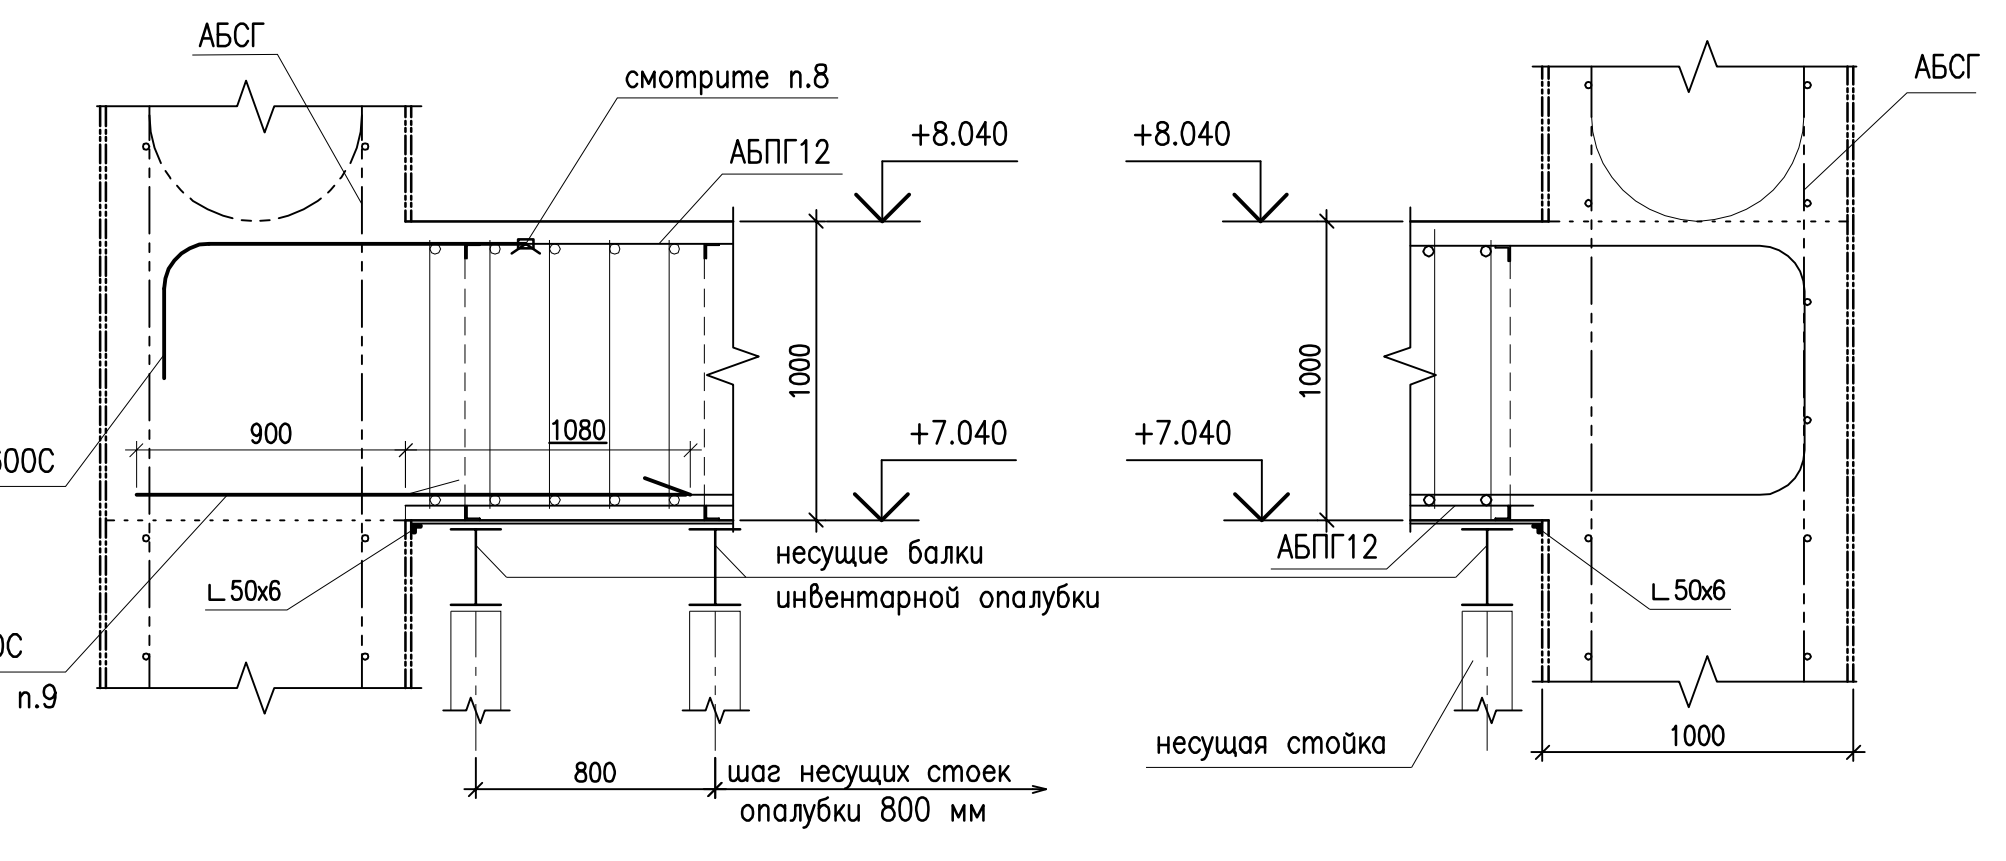 АБСГ
смотрите п.8
АБПГ12
+8.040
+8.040
АБСГ
1000
1000
900
1080
+7.040
+7.040
АБПГ12
несущие балки
инвентарной опалубки
∟50х6
∟50х6
п.9
несущая стойка
1000
800
шаг несущих стоек
опалубки 800 мм